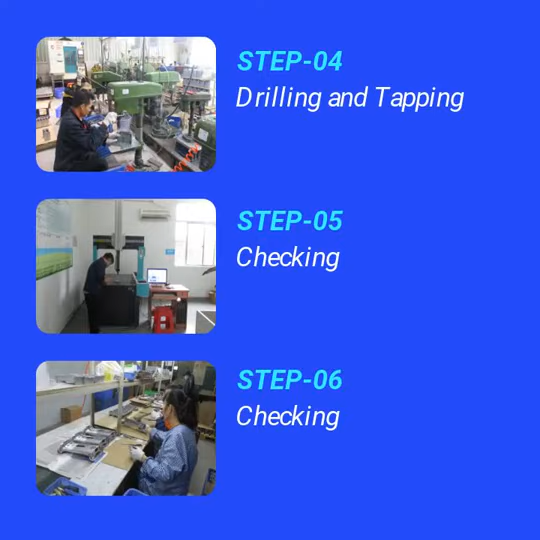 STEP-04
Drilling and Tapping
STEP-05
Checking
STEP-06
Checking